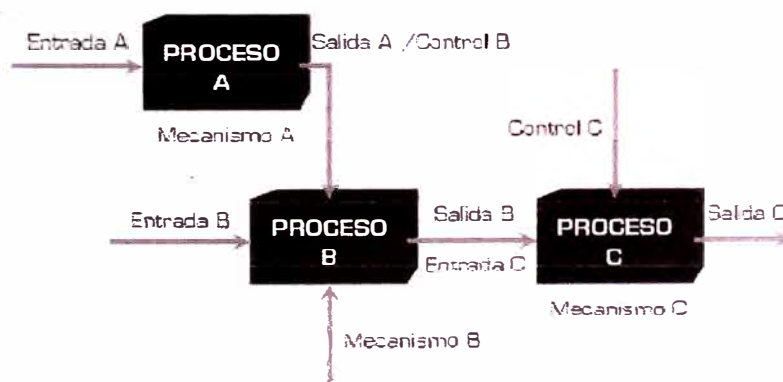 Entrada A
PROCESO
A
Salida A /Control B
Mecanismo A
Control C
Entrada B
PROCESO
B
Salida B
Entrada C
PROCESO
C
Salida C
Mecanismo C
Mecanismo B